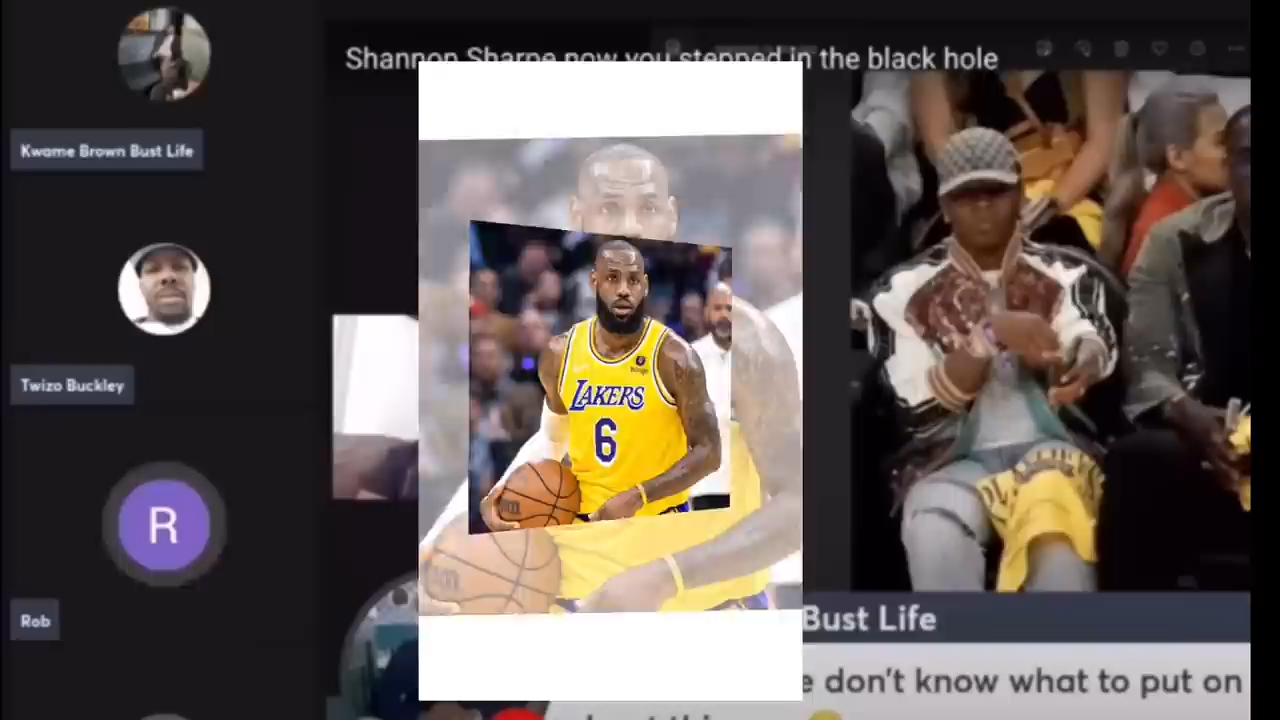 Shannon Sharpe now you stepped in the black hole
Kwame Brown Bust Life
Twizo Buckley
R
Rob
LAKERS
6
Bust Life
e don't know what to put on